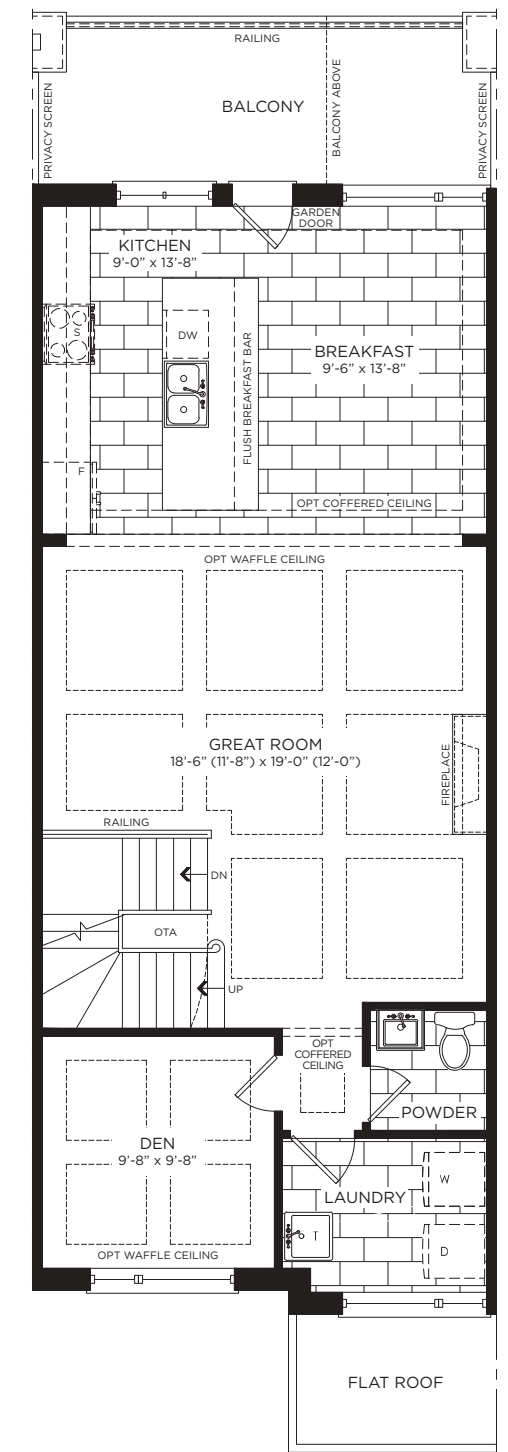 RAILING
BALCONY
PRIVACY SCREEN
BALCONY ABOVE
PRIVACY SCREEN
GARDEN
DOOR
KITCHEN
9'-0" x 13'-8"
S
DW
BREAKFAST
9'-6" x 13'-8"
FLUSH BREAKFAST BAR
F
OPT COFFERED CEILING
OPT WAFFLE CEILING
GREAT ROOM
18'-6" (11'-8") x 19'-0" (12'-0")
FIREPLACE
RAILING
DN
OTA
UP
OPT
COFFERED
CEILING
POWDER
DEN
9'-8" x 9'-8"
LAUNDRY
W
T
D
OPT WAFFLE CEILING
FLAT ROOF